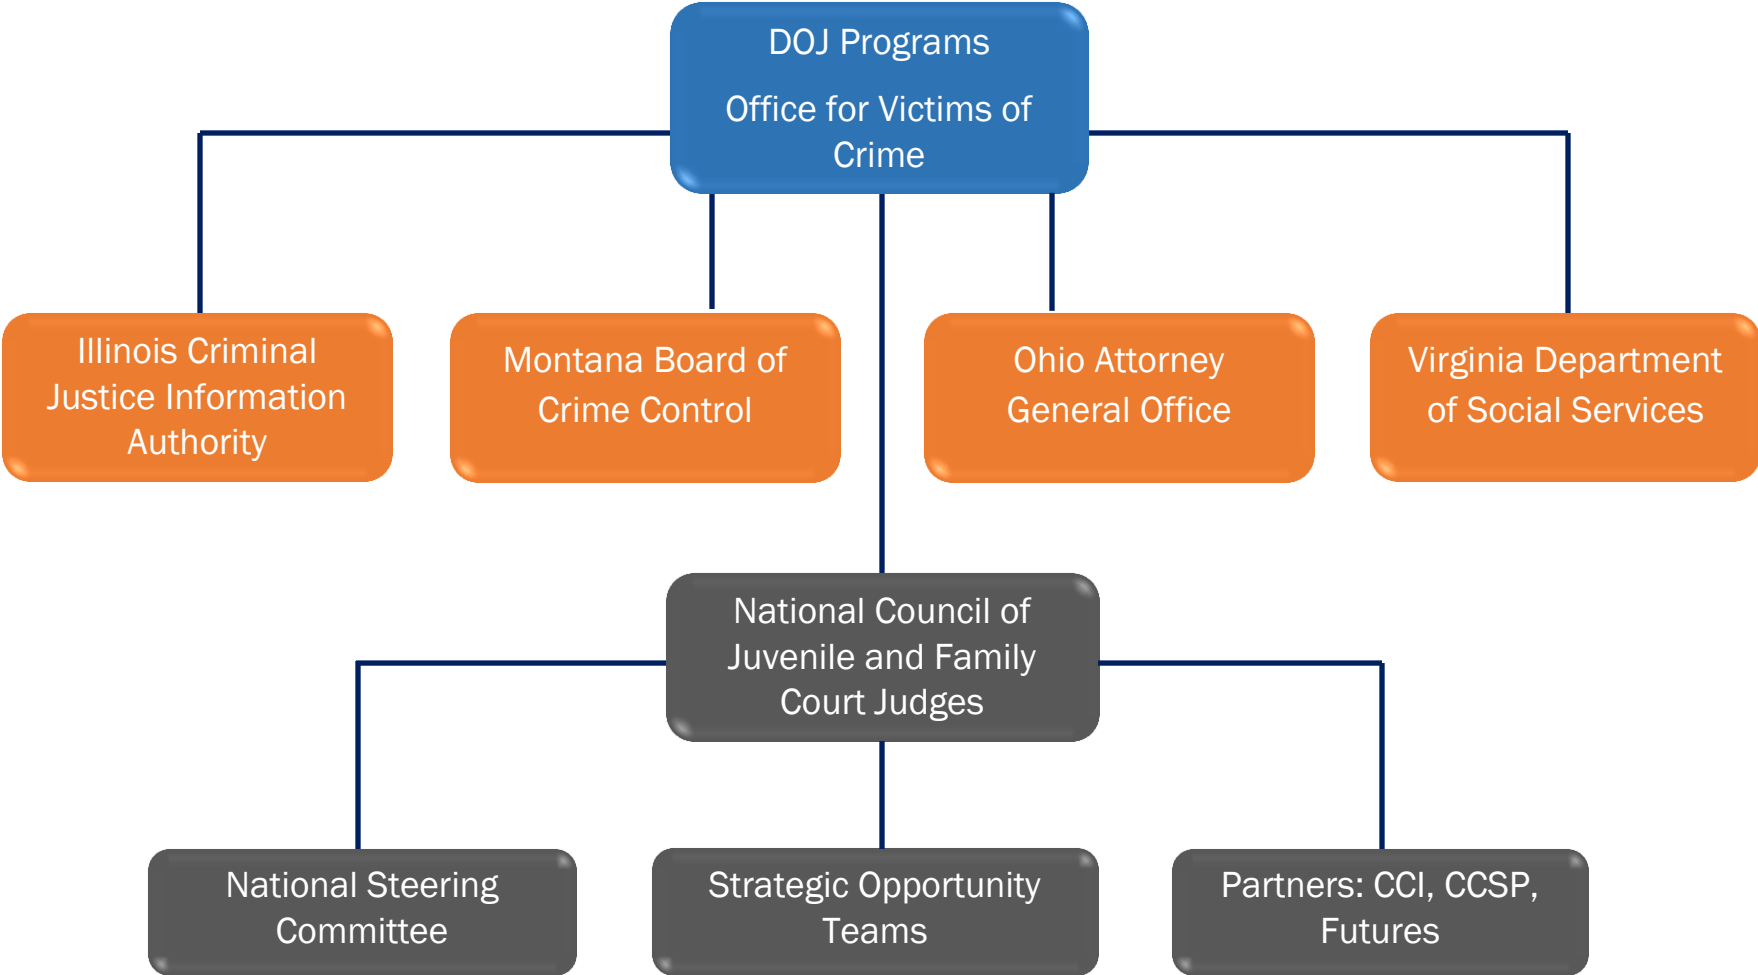 DOJ Programs
Office for Victims of
Crime
Illinois Criminal
Justice Information
Authority
Montana Board of
Crime Control
Ohio Attorney
General Office
Virginia Department
of Social Services
National Council of
Juvenile and Family
Court Judges
National Steering
Committee
Strategic Opportunity
Teams
Partners: CCI, CCSP,
Futures